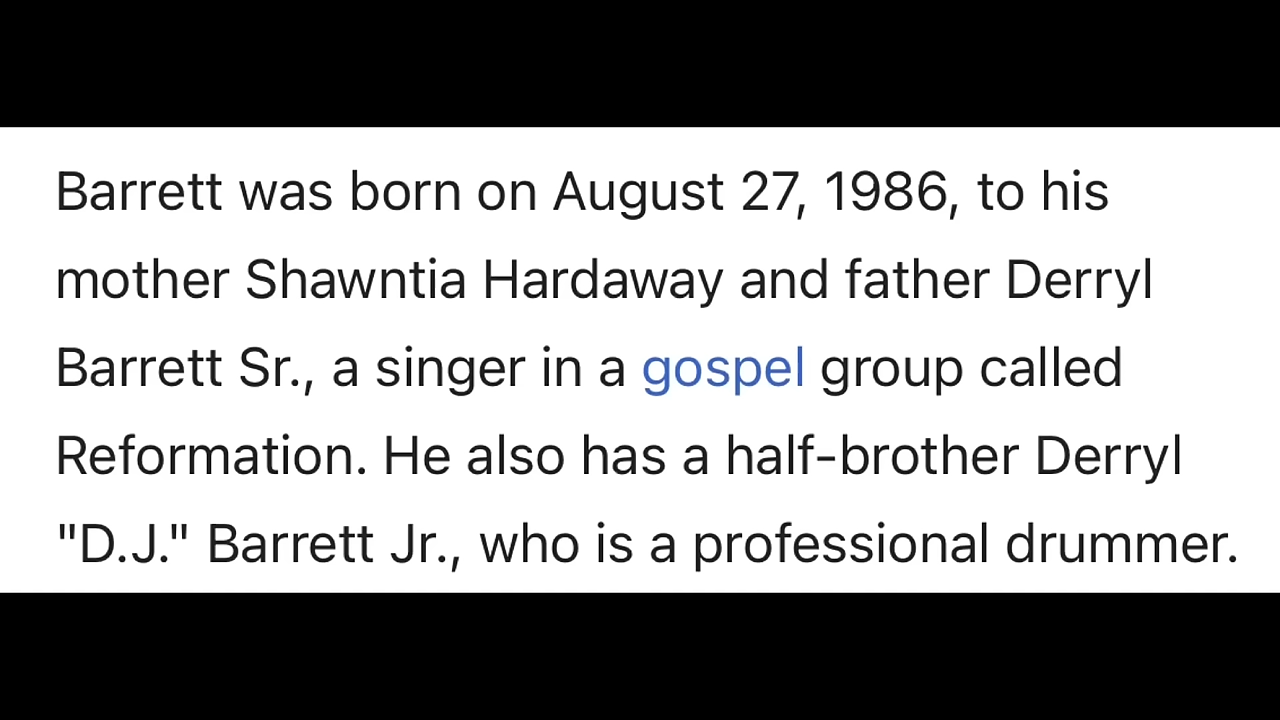 Barrett was born on August 27, 1986, to his
mother Shawntia Hardaway and father Derryl
Barrett Sr., a singer in a gospel group called
Reformation. He also has a half-brother Derryl
"D.J." Barrett Jr., who is a professional drummer.